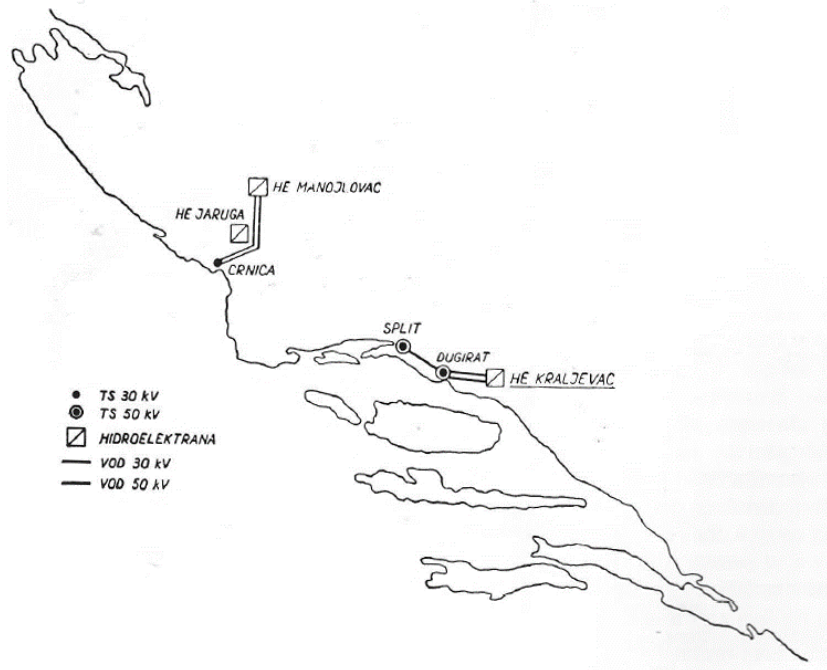 HE MANOJLOVAC
HE JARUGA
CRNICA
SPLIT
DUGIRAT
HE KRALJEVAC
TS 30 kV
TS 50 kV
HIDROELEKTRANA
VOD 30 kV
VOD 50 kV